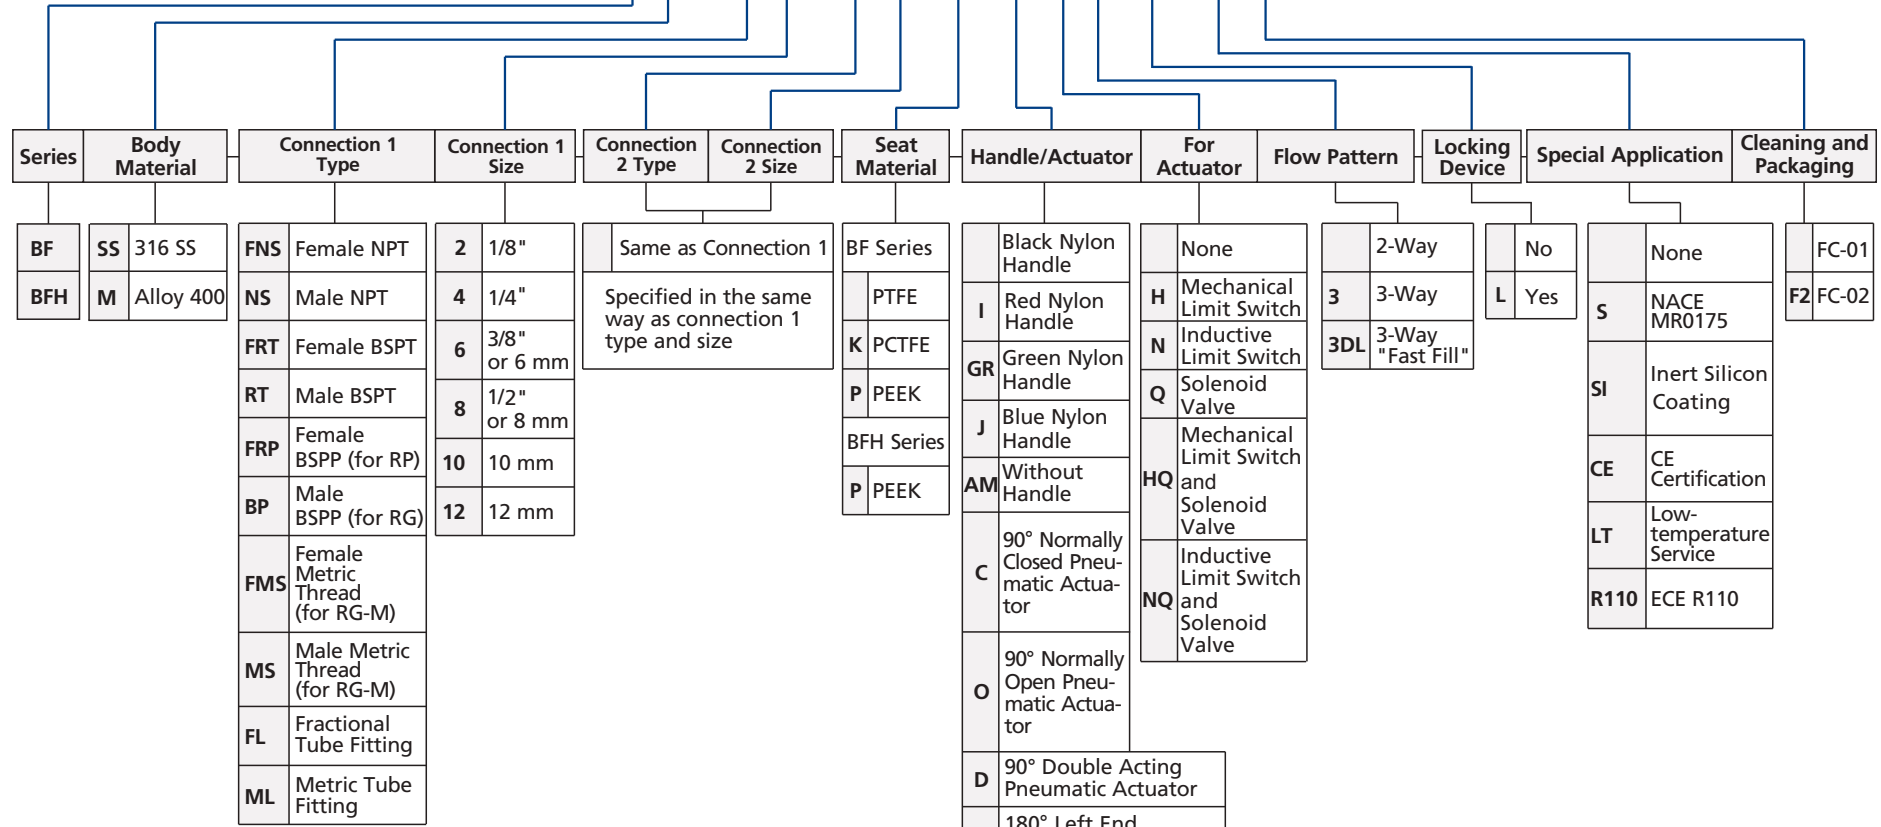 Series
Body
Material
Connection 1
Type
Connection 1
Size
Connection
2 Type
Connection
2 Size
Seat
Material
Handle/Actuator
For
Actuator
Flow Pattern
Locking
Device
Special Application
Cleaning and
Packaging
BF
BFH
SS 316 SS
M Alloy 400
FNS Female NPT
NS Male NPT
FRT Female BSPT
RT Male BSPT
FRP Female
BSPP (for RP)
BP Male
BSPP (for RG)
FMS Female
Metric
Thread
(for RG-M)
MS Male Metric
Thread
(for RG-M)
FL Fractional
Tube Fitting
ML Metric Tube
Fitting
2 1/8"
4 1/4"
6 3/8"
or 6 mm
8 1/2"
or 8 mm
10 10 mm
12 12 mm
Same as Connection 1
Specified in the same
way as connection 1
type and size
BF Series
PTFE
K PCTFE
P PEEK
BFH Series
P PEEK
Black Nylon
Handle
I Red Nylon
Handle
GR Green Nylon
Handle
J Blue Nylon
Handle
AM Without
Handle
C 90° Normally
Closed Pneu-
matic Actua-
tor
O 90° Normally
Open Pneu-
matic Actua-
tor
D 90° Double Acting
Pneumatic Actuator
180° Left End
None
H Mechanical
Limit Switch
N Inductive
Limit Switch
Q Solenoid
Valve
HQ Mechanical
Limit Switch
and
Solenoid
Valve
NQ Inductive
Limit Switch
and
Solenoid
Valve
2-Way
3 3-Way
3DL 3-Way
"Fast Fill"
No
L Yes
None
S NACE
MR0175
SI Inert Silicon
Coating
CE CE
Certification
LT Low-
temperature
Service
R110 ECE R110
FC-01
F2 FC-02